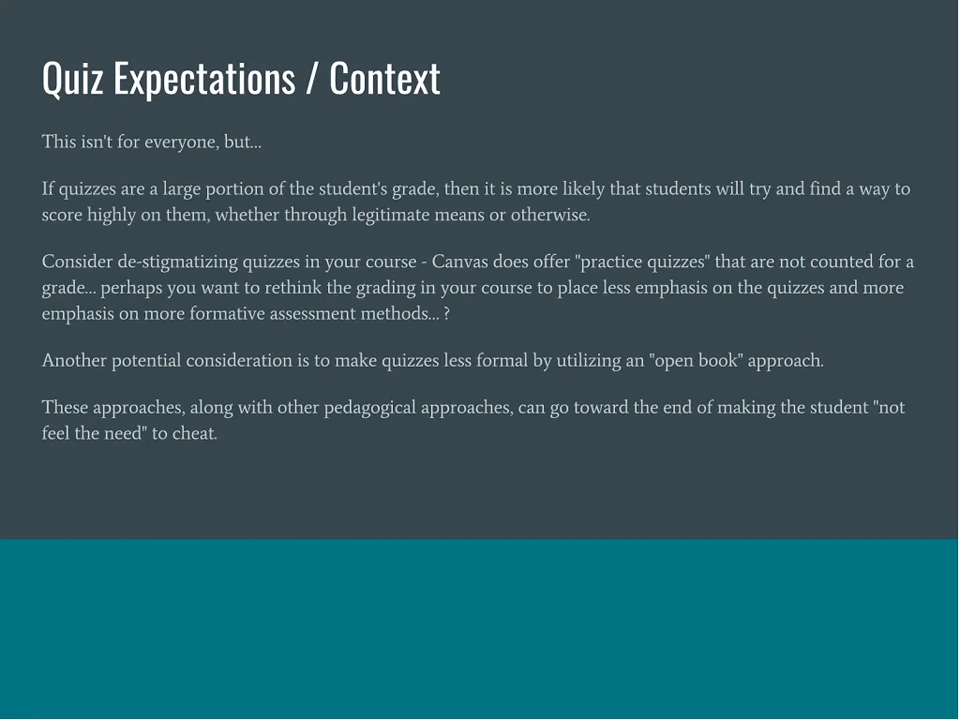 Quiz Expectations / Context
This isn't for everyone, but...
If quizzes are a large portion of the student's grade, then it is more likely that students will try and find a way to
score highly on them, whether through legitimate means or otherwise.
Consider de-stigmatizing quizzes in your course - Canvas does offer "practice quizzes" that are not counted for a
grade... perhaps you want to rethink the grading in your course to place less emphasis on the quizzes and more
emphasis on more formative assessment methods... ?
Another potential consideration is to make quizzes less formal by utilizing an "open book" approach.
These approaches, along with other pedagogical approaches, can go toward the end of making the student "not
feel the need" to cheat.